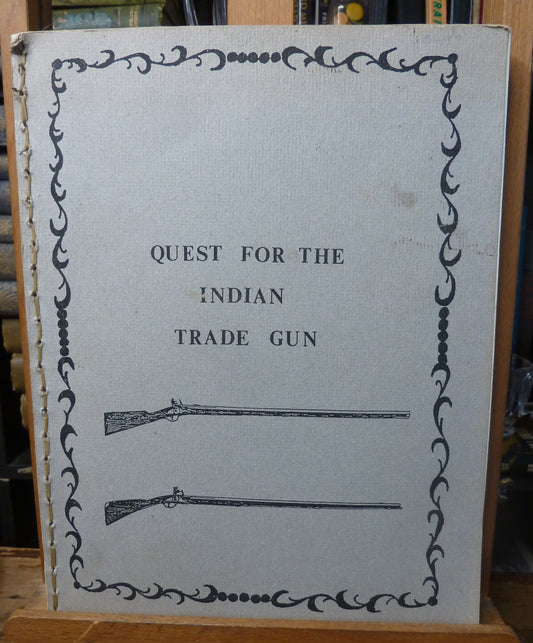 QUEST FOR THE
INDIAN
TRADE GUN